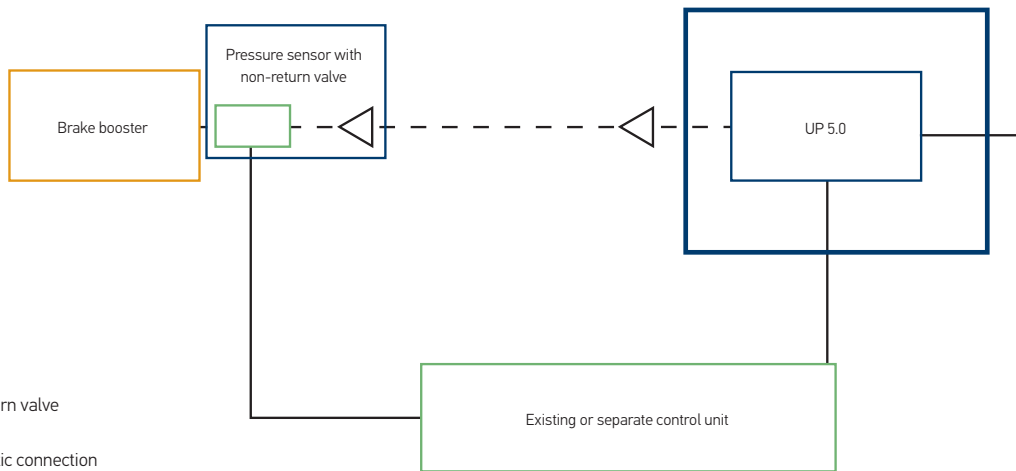 Pressure sensor with
non-return valve
Brake booster
UP 5.0
rn valve
Existing or separate control unit
tic connection